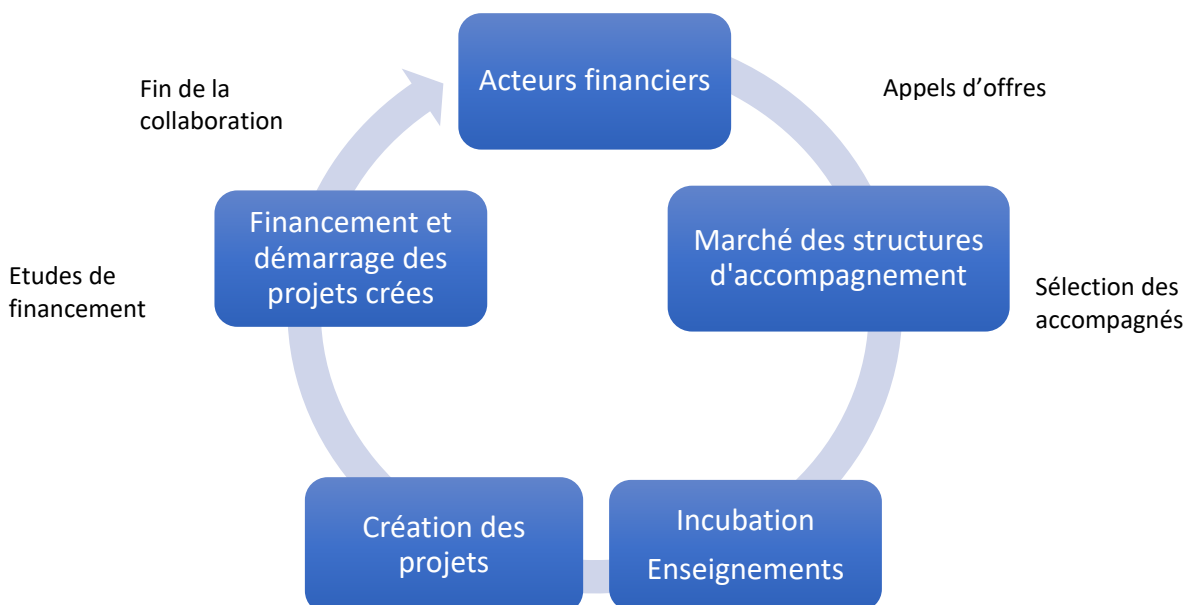 Acteurs financiers
Appels d’offres
Marché des structures
d'accompagnement
Sélection des
accompagnés
Incubation
Enseignements
Création des
projets
Etudes de
financement
Financement et
démarrage des
projets crées
Fin de la
collaboration